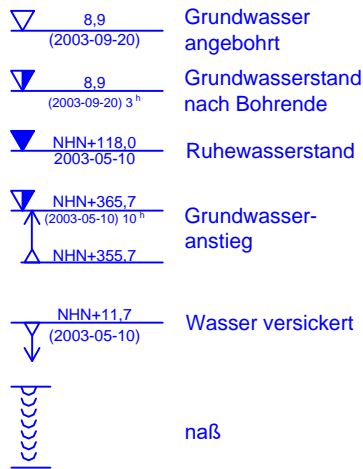 8,9
(2003-09-20)
Grundwasser
angebohrt
8,9
(2003-09-20) 3 h
Grundwasserstand
nach Bohrende
NHN+118,0
2003-05-10
Ruhewasserstand
NHN+365,7
(2003-05-10) 10 h
NHN+355,7
Grundwasser-
anstieg
NHN+11,7
(2003-05-10)
Wasser versickert
naß